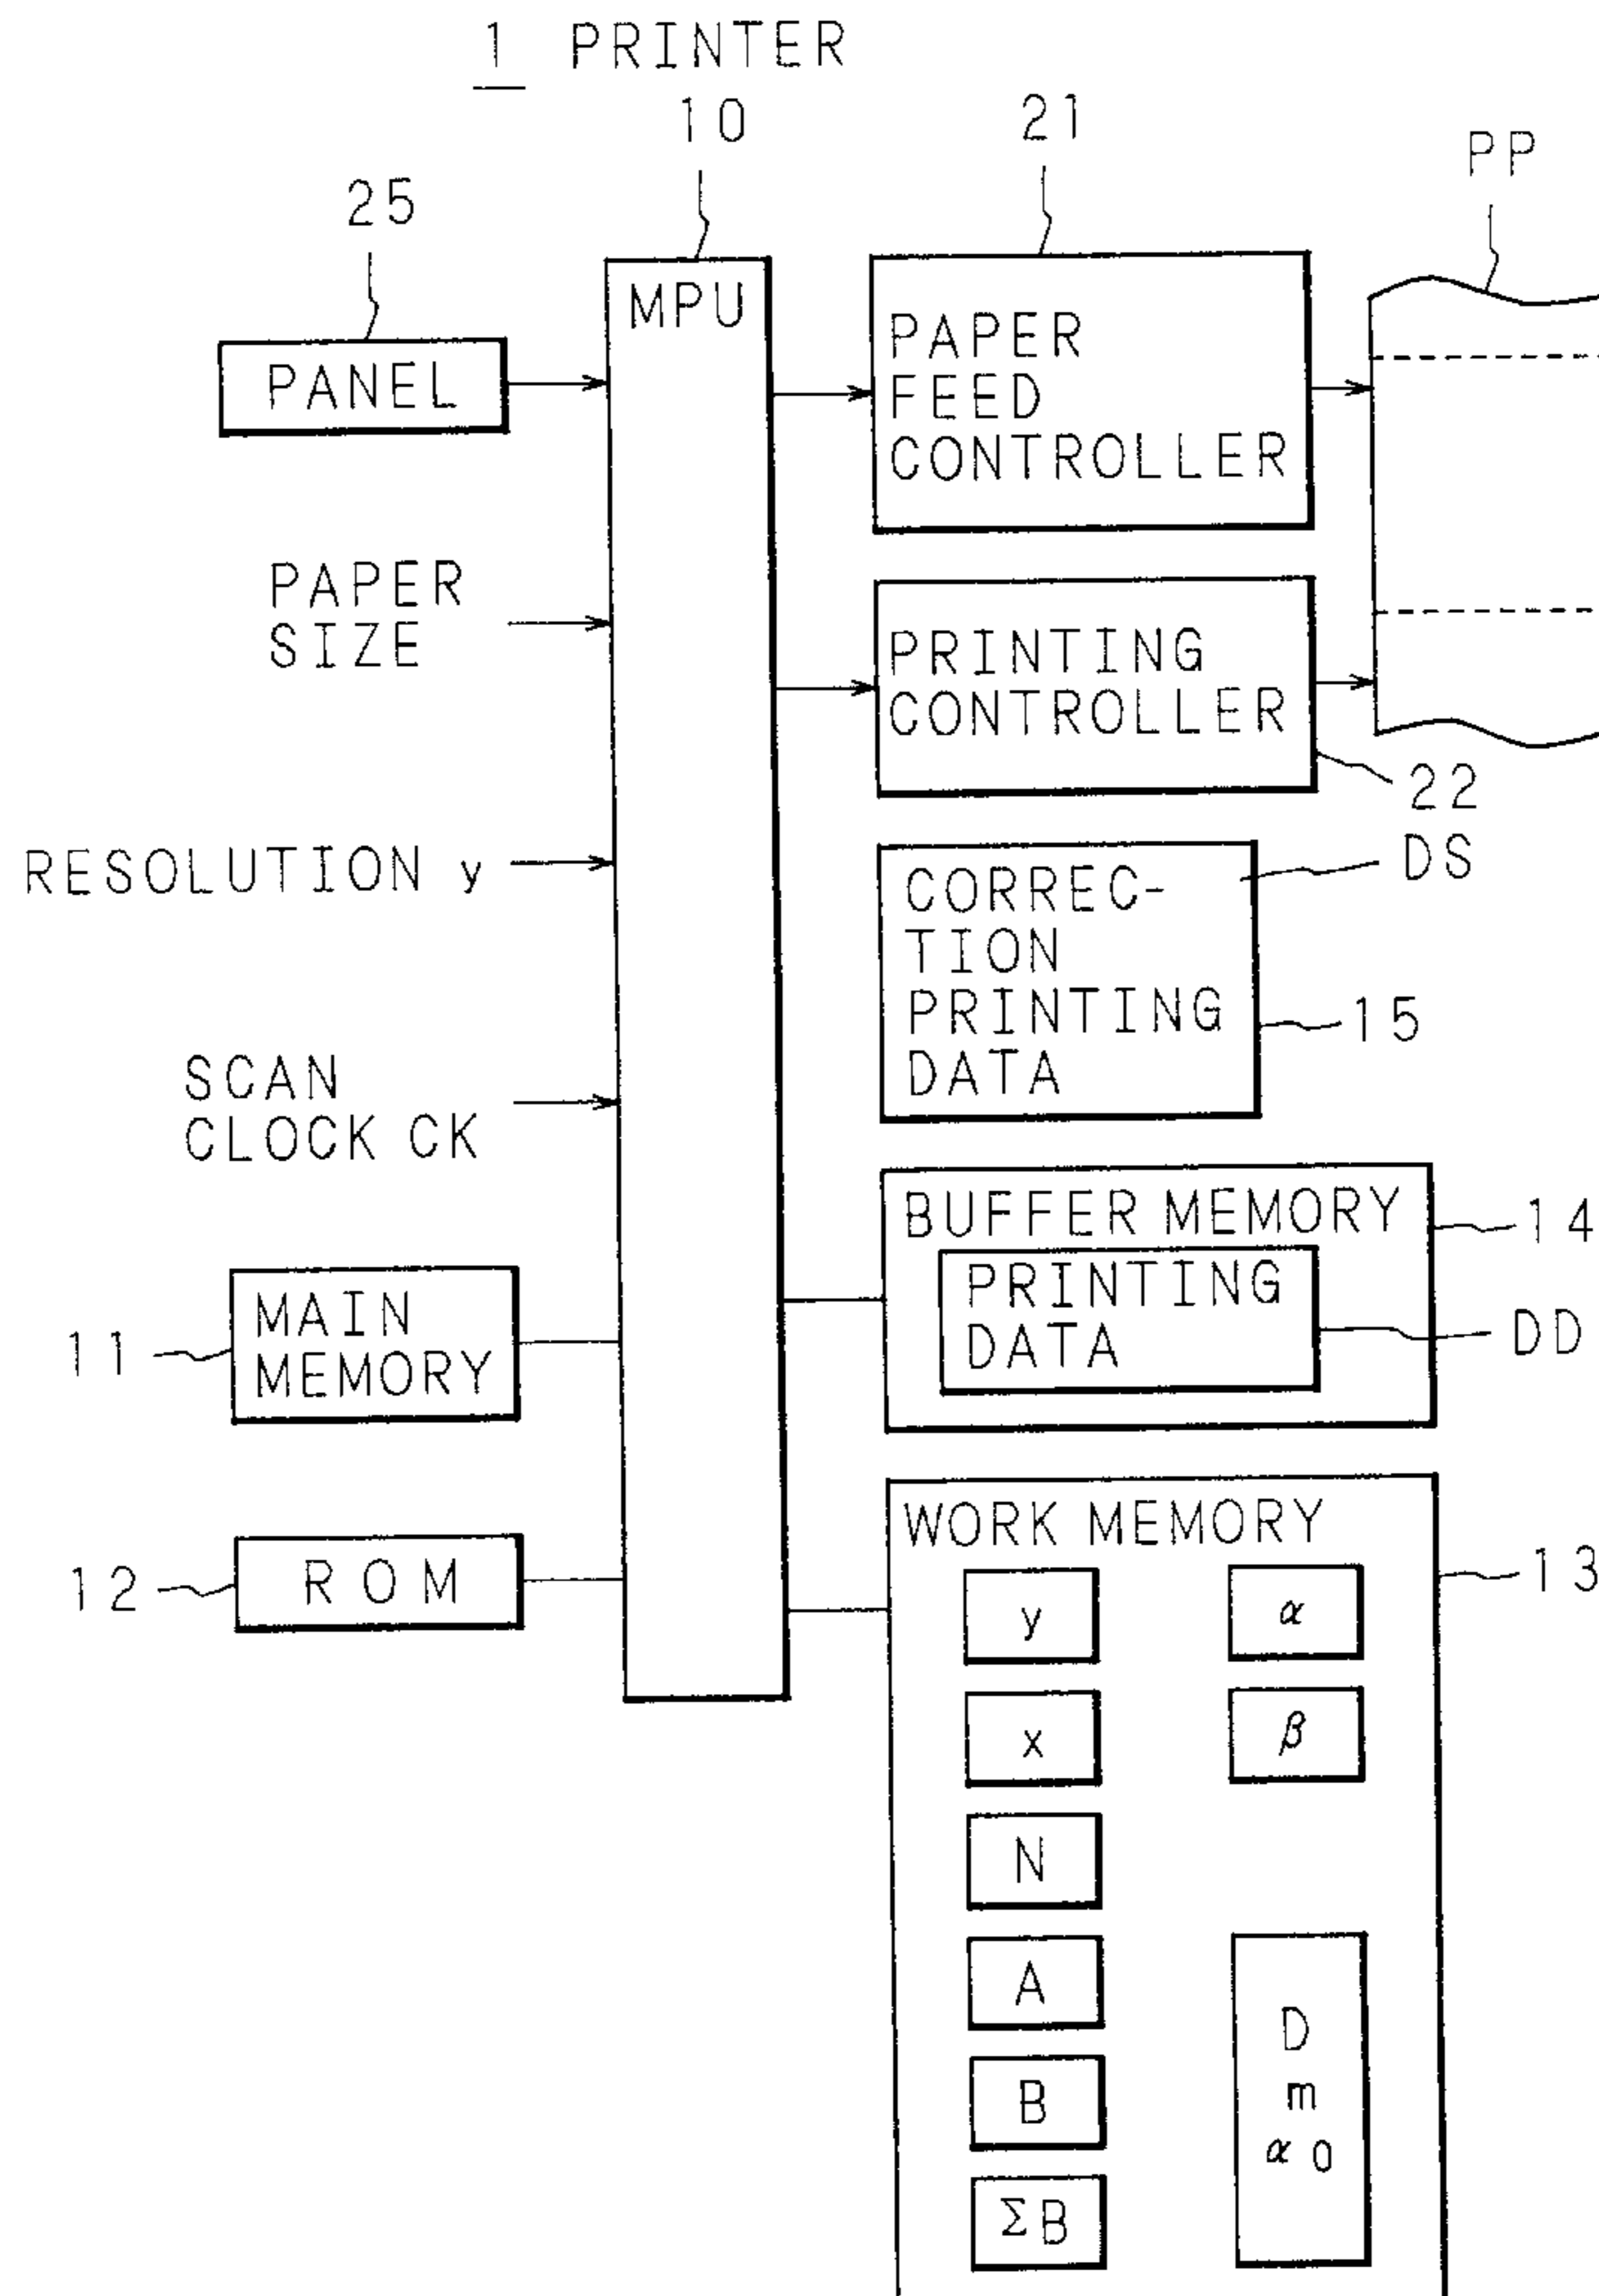 1 PRINTER
10
21
PP
25
MPU
PANEL
PAPER
FEED
CONTROLLER
PAPER
SIZE
PRINTING
CONTROLLER
22
RESOLUTION y
DS
CORREC-
TION
PRINTING
DATA
15
SCAN
CLOCK CK
BUFFER MEMORY
14
PRINTING
DATA
DD
MAIN
MEMORY
11
WORK MEMORY
13
ROM
12
y
α
x
β
N
A
B
ΣB
D
m
α0